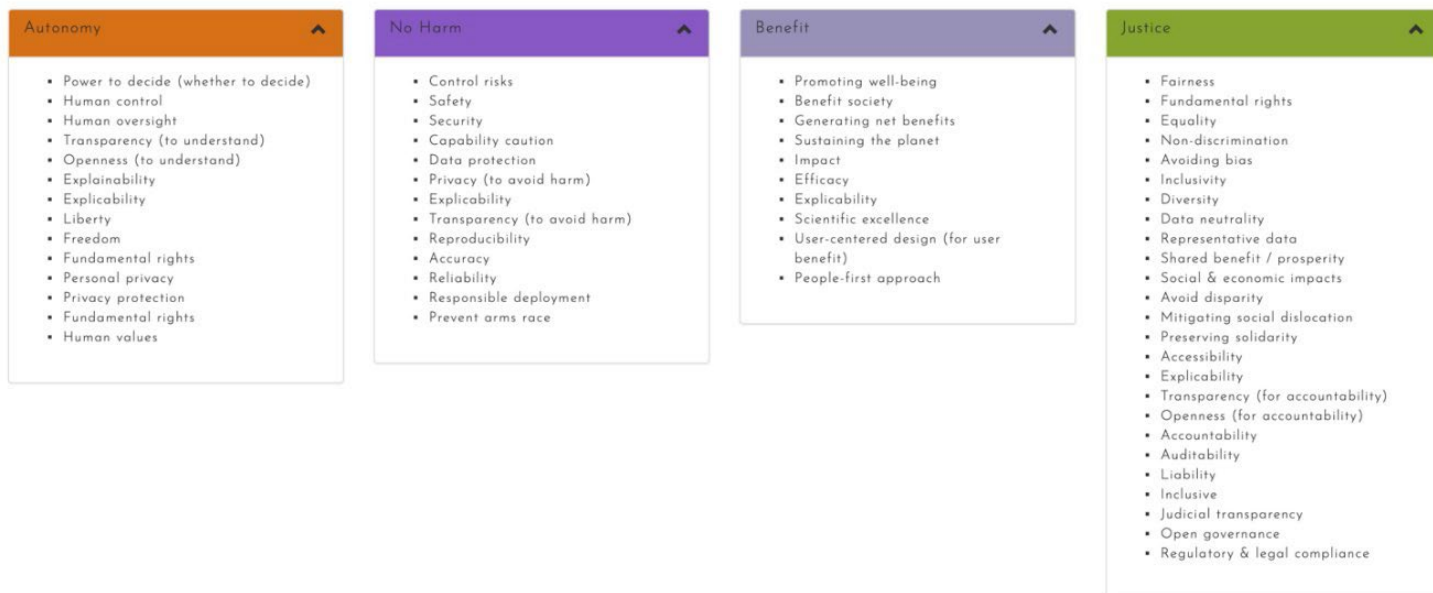 Autonomy
Power to decide (whether to decide)
Human control
Human oversight
Transparency (to understand)
Openness (to understand)
Explainability
Explicability
Liberty
Freedom
Fundamental rights
Personal privacy
Privacy protection
Fundamental rights
Human values
No Harm
Control risks
Safety
Security
Capability caution
Data protection
Privacy (to avoid harm)
Explicability
Transparency (to avoid harm)
Reproducibility
Accuracy
Reliability
Responsible deployment
Prevent arms race
Benefit
Promoting well-being
Benefit society
Generating net benefits
Sustaining the planet
Impact
Efficacy
Explicability
Scientific excellence
User-centered design (for user
benefit)
People-first approach
Justice
Fairness
Fundamental rights
Equality
Non-discrimination
Avoiding bias
Inclusivity
Diversity
Data neutrality
Representative data
Shared benefit / prosperity
Social & economic impacts
Avoid disparity
Mitigating social dislocation
Preserving solidarity
Accessibility
Explicability
Transparency (for accountability)
Openness (for accountability)
Accountability
Auditability
Liability
Inclusive
Judicial transparency
Open governance
Regulatory & legal compliance